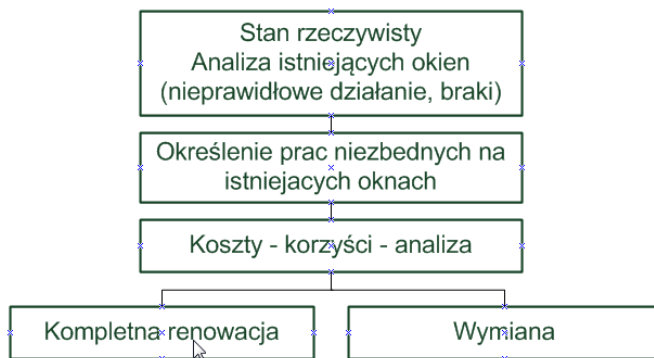 Stan rzeczywisty
Analiza istniejących okien
(nieprawidłowe działanie, braki)
Określenie prac niezbednych na
istniejacych oknach
Koszty - korzyści - analiza
Kompletna renowacja
Wymiana